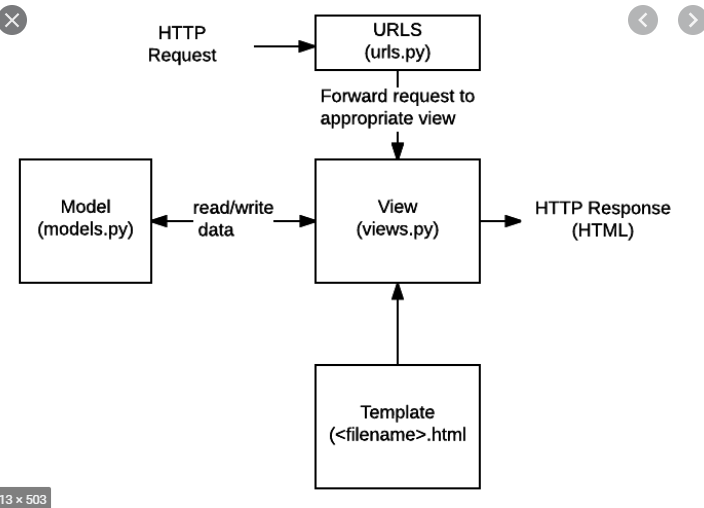 HTTP
Request
URLS
(urls.py)
Forward request to
appropriate view
Model
(models.py)
read/write
data
View
(views.py)
HTTP Response
(HTML)
Template
(<filename>.html
13 × 503